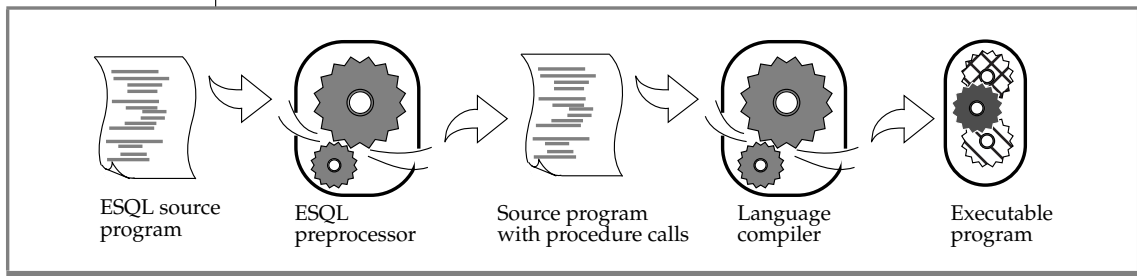 ESQL source
program
ESQL
preprocessor
Source program
with procedure calls
Language
compiler
Executable
program